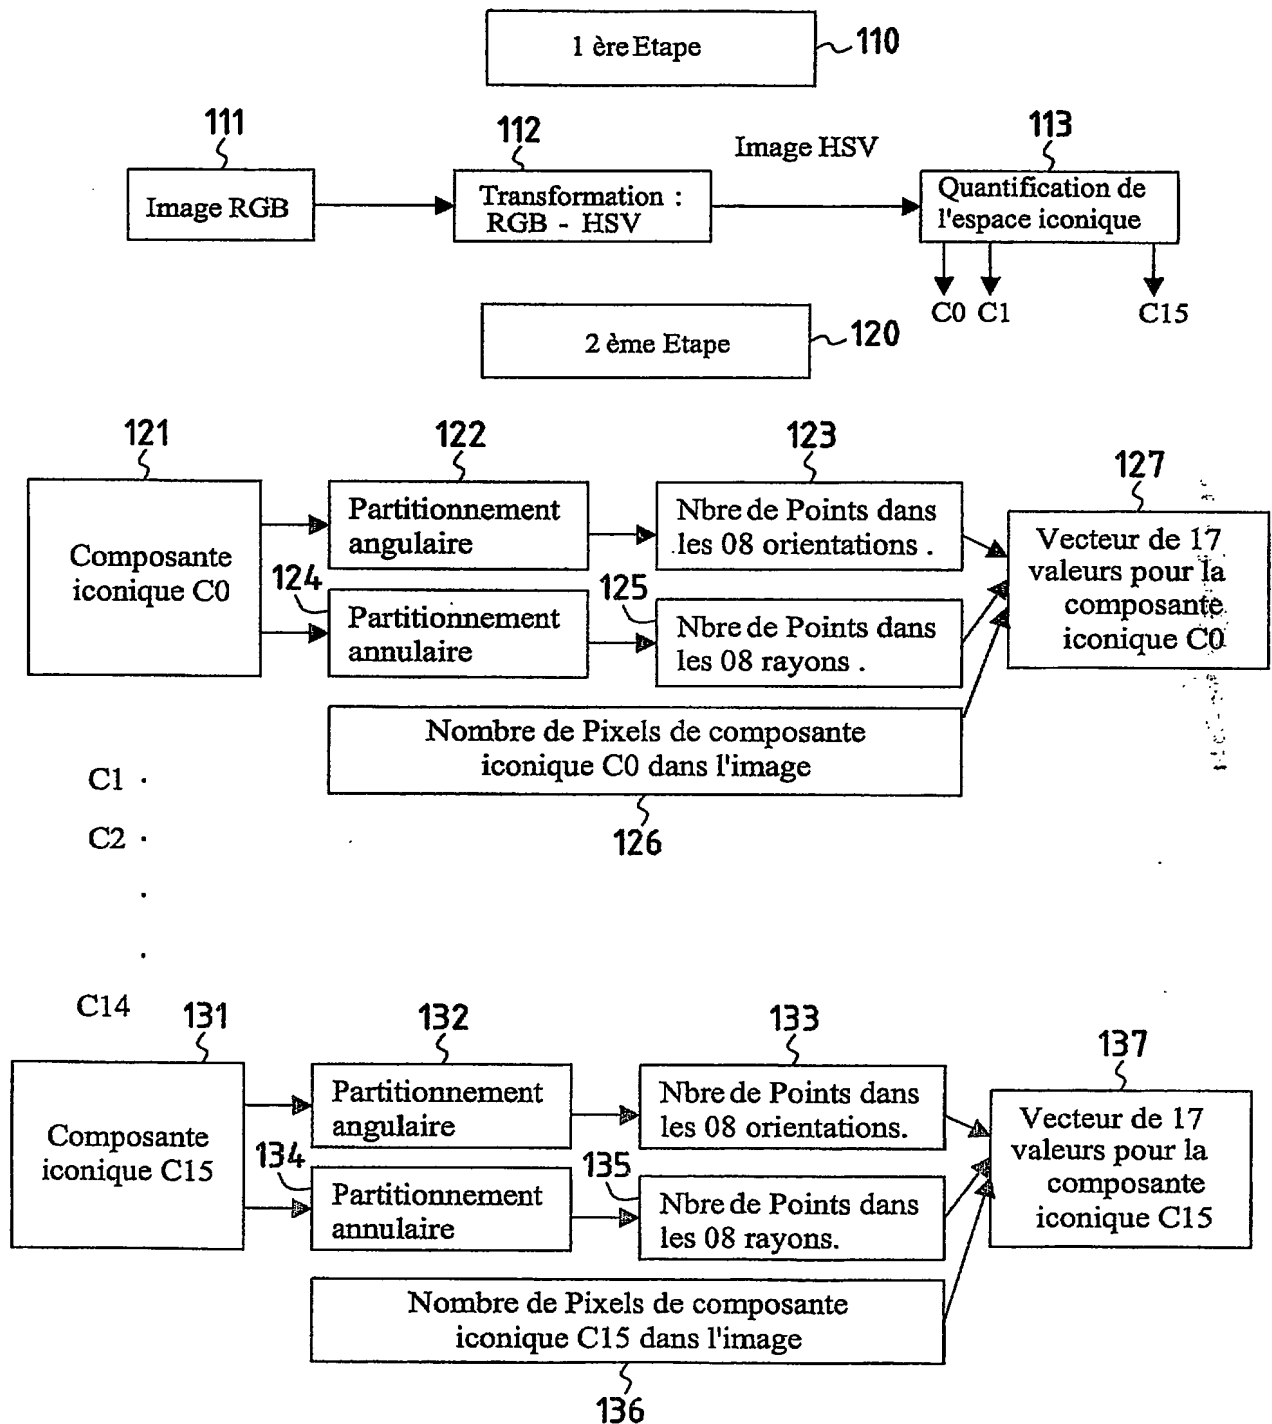 1 ère Etape
110
111
112
113
Image HSV
Image RGB
Transformation :
RGB - HSV
Quantification de
l'espace iconique
C0 C1 C15
2 ème Etape
120
121
122
123
127
Composante
iconique C0
Partitionnement
angulaire
Nbre de Points dans
les 08 orientations .
124
Partitionnement
annulaire
125
Nbre de Points dans
les 08 rayons .
Vecteur de 17
valeurs pour la
composante
iconique C0
Nombre de Pixels de composante
iconique C0 dans l'image
126
C1 .
C2 .
.
.
C14
131
132
133
137
Composante
iconique C15
Partitionnement
angulaire
Nbre de Points dans
les 08 orientations.
134
Partitionnement
annulaire
135
Nbre de Points dans
les 08 rayons.
Vecteur de 17
valeurs pour la
composante
iconique C15
Nombre de Pixels de composante
iconique C15 dans l'image
136